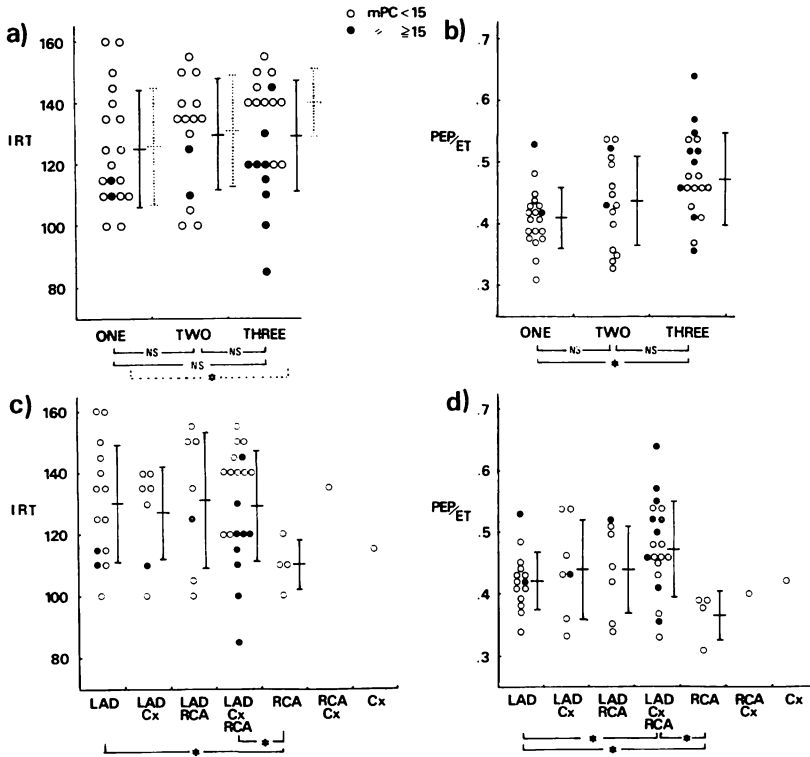 a)
○ mPC < 15
● 〃 ≧15
160
140
120
100
80
IRT
ONE TWO THREE
NS NS
NS
*
b)
.7
.6
.5
.4
.3
PEP/ET
ONE TWO THREE
NS NS
*
c)
160
140
120
100
80
IRT
LAD LAD LAD LAD RCA RCA Cx
Cx RCA Cx Cx
RCA
*
*
d)
.7
.6
.5
.4
.3
PEP/ET
LAD LAD LAD LAD RCA RCA Cx
Cx RCA Cx Cx
RCA
* *
*